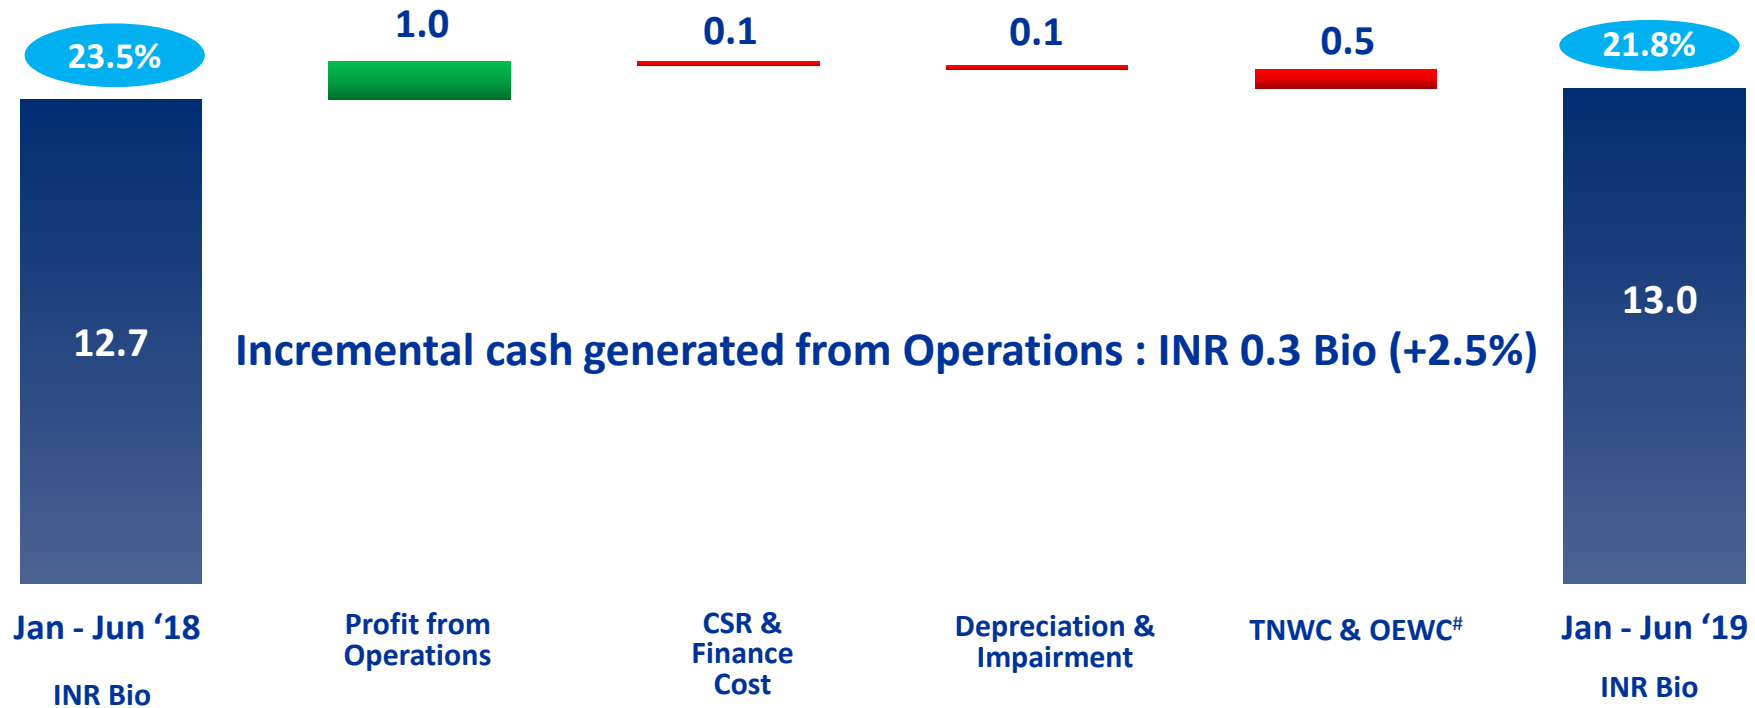 23.5%
1.0
0.1
0.1
0.5
21.8%
12.7
Incremental cash generated from Operations : INR 0.3 Bio (+2.5%)
13.0
Jan - Jun ‘18
INR Bio
Profit from
Operations
CSR &
Finance
Cost
Depreciation &
Impairment
TNWC & OEWC#
Jan - Jun ‘19
INR Bio